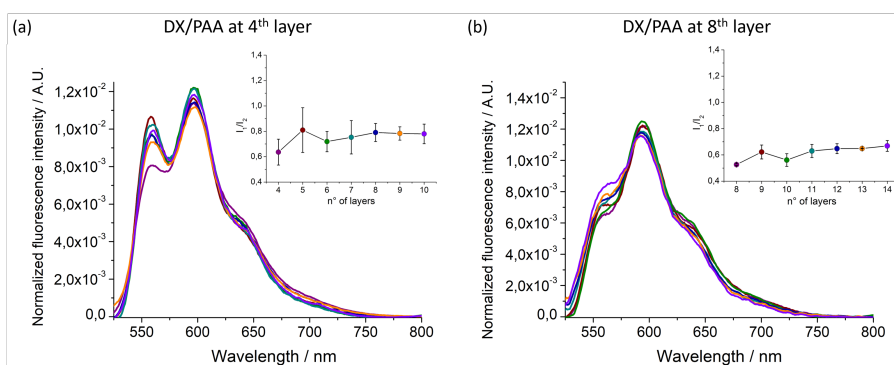 (a)
DX/PAA at 4th layer
Normalized fluorescence intensity / A.U.
1,2x10-2
1,0x10-2
8,0x10-3
6,0x10-3
4,0x10-3
2,0x10-3
0,0
550 600 650 700 750 800
Wavelength / nm
I1/I2
1,4
1,2
1,0
0,8
0,6
0,4
4 5 6 7 8 9 10
n° of layers
(b)
DX/PAA at 8th layer
Normalized fluorescence intensity / A.U.
1,4x10-2
1,2x10-2
1,0x10-2
8,0x10-3
6,0x10-3
4,0x10-3
2,0x10-3
0,0
550 600 650 700 750 800
Wavelength / nm
I1/I2
1,4
1,2
1,0
0,8
0,6
0,4
8 9 10 11 12 13 14
n° of layers